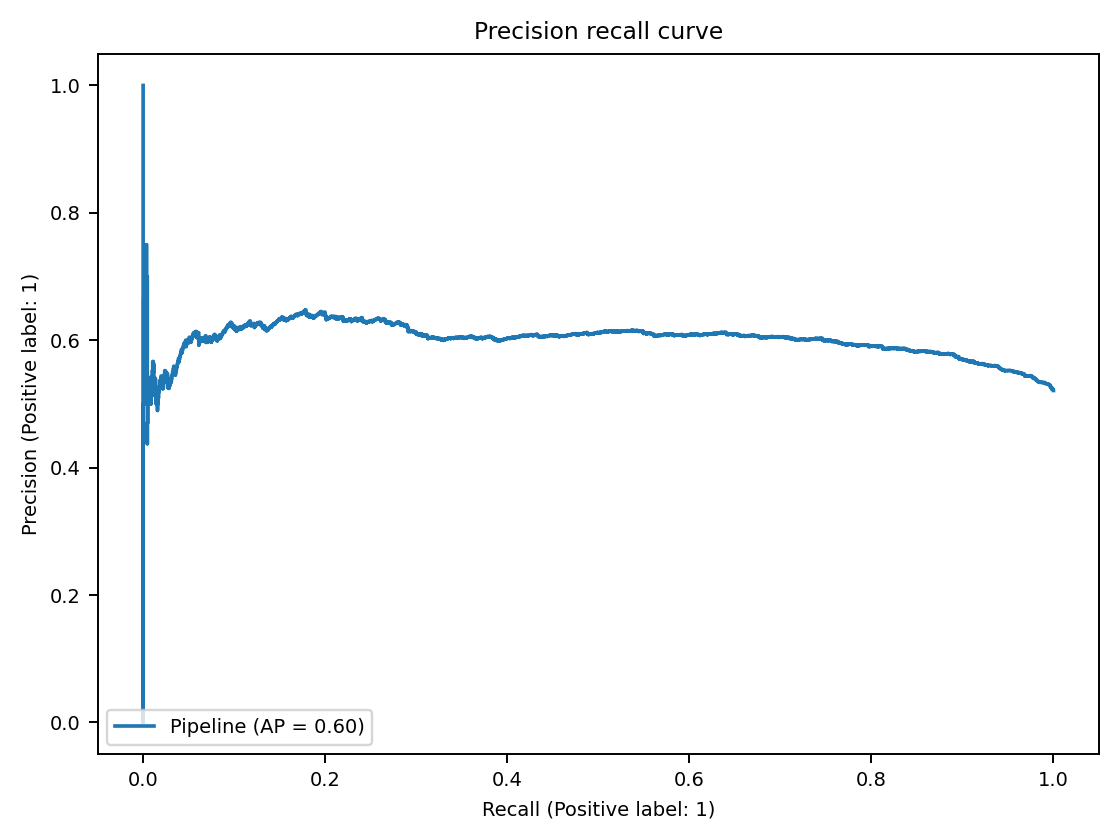 Precision recall curve
Precision (Positive label: 1)
1.0
0.8
0.6
0.4
0.2
0.0
Pipeline (AP = 0.60)
0.0 0.2 0.4 0.6 0.8 1.0
Recall (Positive label: 1)